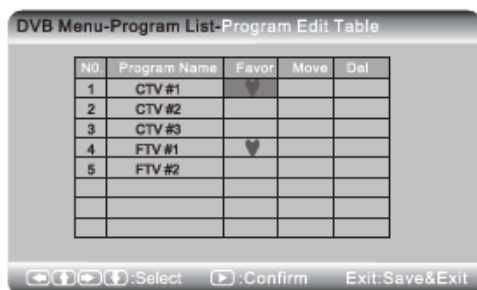 DVB Menu-Program List-Program Edit Table
N0. Program Name Favor Move Del
1 CTV #1
2 CTV #2
3 CTV #3
4 FTV #1
5 FTV #2
:Select :Confirm Exit:Save&Exit